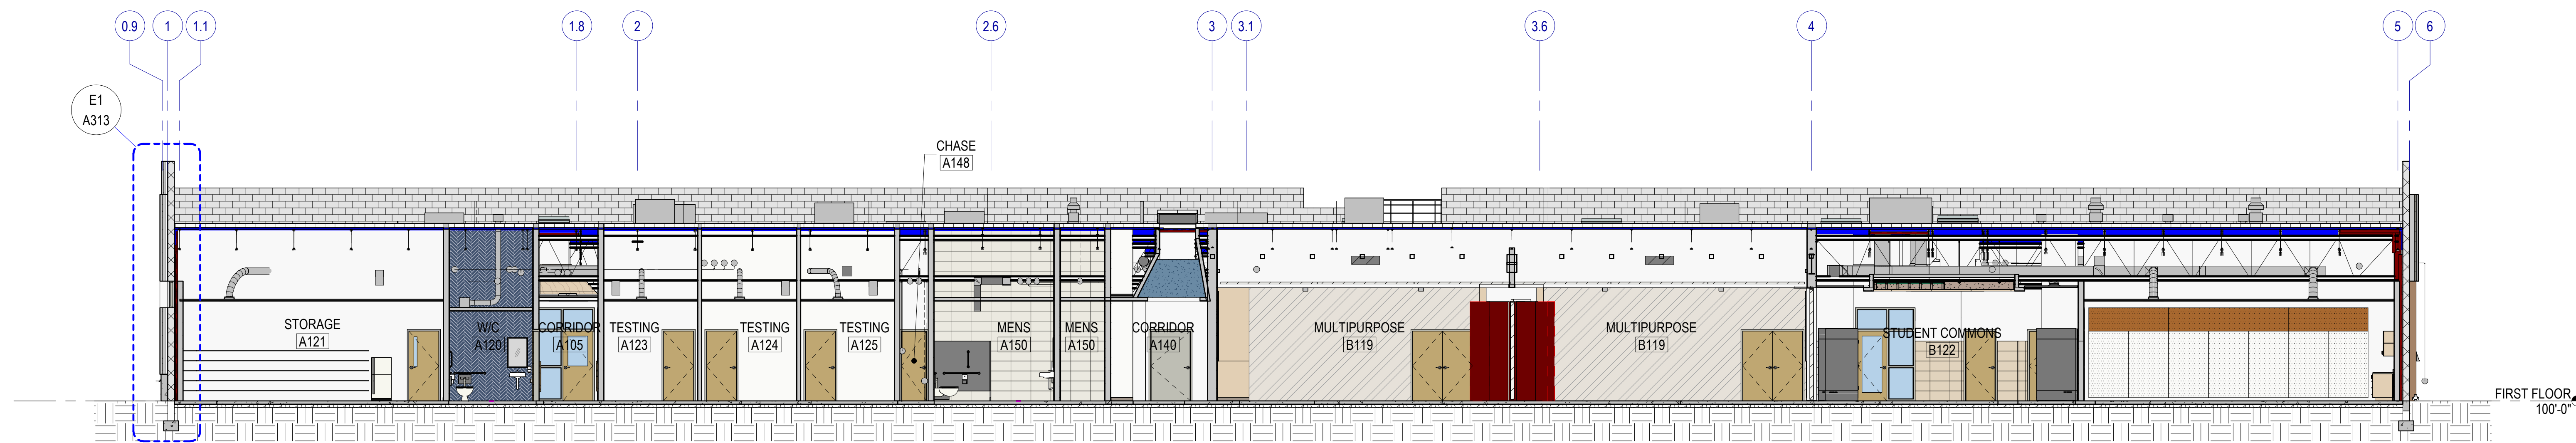 0.9
1
1.1
1.8
2
2.6
3
3.1
3.6
4
5
6
E1
A313
CHASE
A148
STORAGE
A121
W/C
A120
CORRIDOR
A105
TESTING
A123
TESTING
A124
TESTING
A125
MENS
A150
MENS
A150
CORRIDOR
A140
MULTIPURPOSE
B119
MULTIPURPOSE
B119
STUDENT COMMONS
B122
FIRST FLOOR
100'-0"